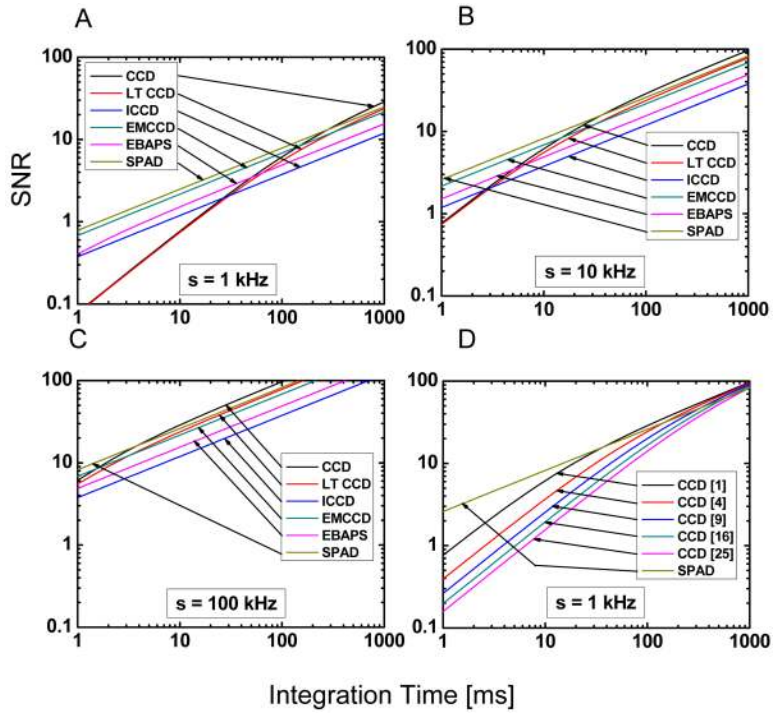 A
B
100
10
1
0.1
1
10
100
1000
CCD
LT CCD
ICCD
EMCCD
EBAPS
SPAD
s = 1 kHz
100
10
1
0.1
1
10
100
1000
CCD
LT CCD
ICCD
EMCCD
EBAPS
SPAD
s = 10 kHz
SNR
C
D
100
10
1
0.1
1
10
100
1000
CCD
LT CCD
ICCD
EMCCD
EBAPS
SPAD
s = 100 kHz
100
10
1
0.1
1
10
100
1000
CCD [1]
CCD [4]
CCD [9]
CCD [16]
CCD [25]
SPAD
s = 1 kHz
Integration Time [ms]